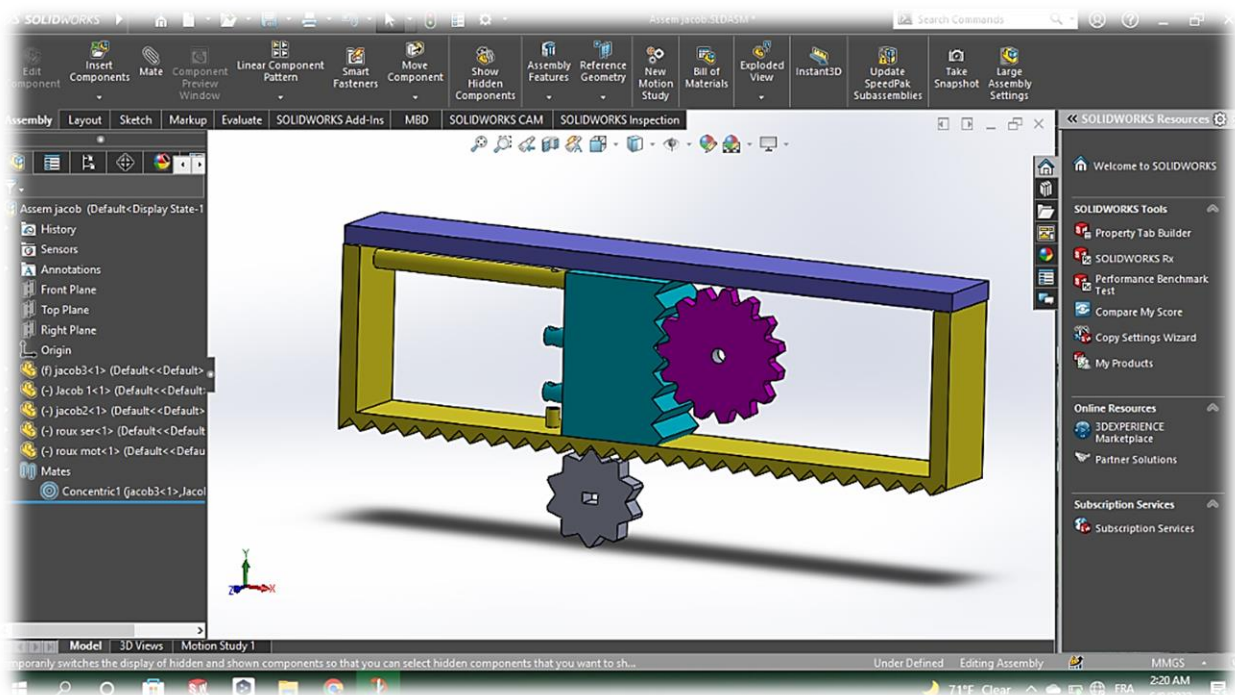 SOLIDWORKS
Assem jacob.SLDASM *
Search Commands
Edit Component
Insert Components
Mate
Component Preview Window
Linear Component Pattern
Smart Fasteners
Move Component
Show Hidden Components
Assembly Features
Reference Geometry
New Motion Study
Bill of Materials
Exploded View
Instant3D
Update SpeedPak Subassemblies
Take Snapshot
Large Assembly Settings
Assembly Layout Sketch Markup Evaluate SOLIDWORKS Add-Ins MBD SOLIDWORKS CAM SOLIDWORKS Inspection
Assem jacob (Default<Display State-1
History
Sensors
Annotations
Front Plane
Top Plane
Right Plane
Origin
(f) jacob3<1> (Default<<Default>
(-) Jacob 1<1> (Default<<Default:
(-) jacob2<1> (Default<<Default>
(-) roux ser<1> (Default<<Default
(-) roux mot<1> (Default<<Defau
Mates
Concentric1 (jacob3<1>,Jacol
Y
Z X
SOLIDWORKS Resources
Welcome to SOLIDWORKS
SOLIDWORKS Tools
Property Tab Builder
SOLIDWORKS Rx
Performance Benchmark
Test
Compare My Score
Copy Settings Wizard
My Products
Online Resources
3DEXPERIENCE
Marketplace
Partner Solutions
Subscription Services
Subscription Services
Model 3D Views Motion Study 1
emporarily switches the display of hidden and shown components so that you can select hidden components that you want to sh...
Under Defined Editing Assembly MMGS
71°F Clear FRA 2:20 AM